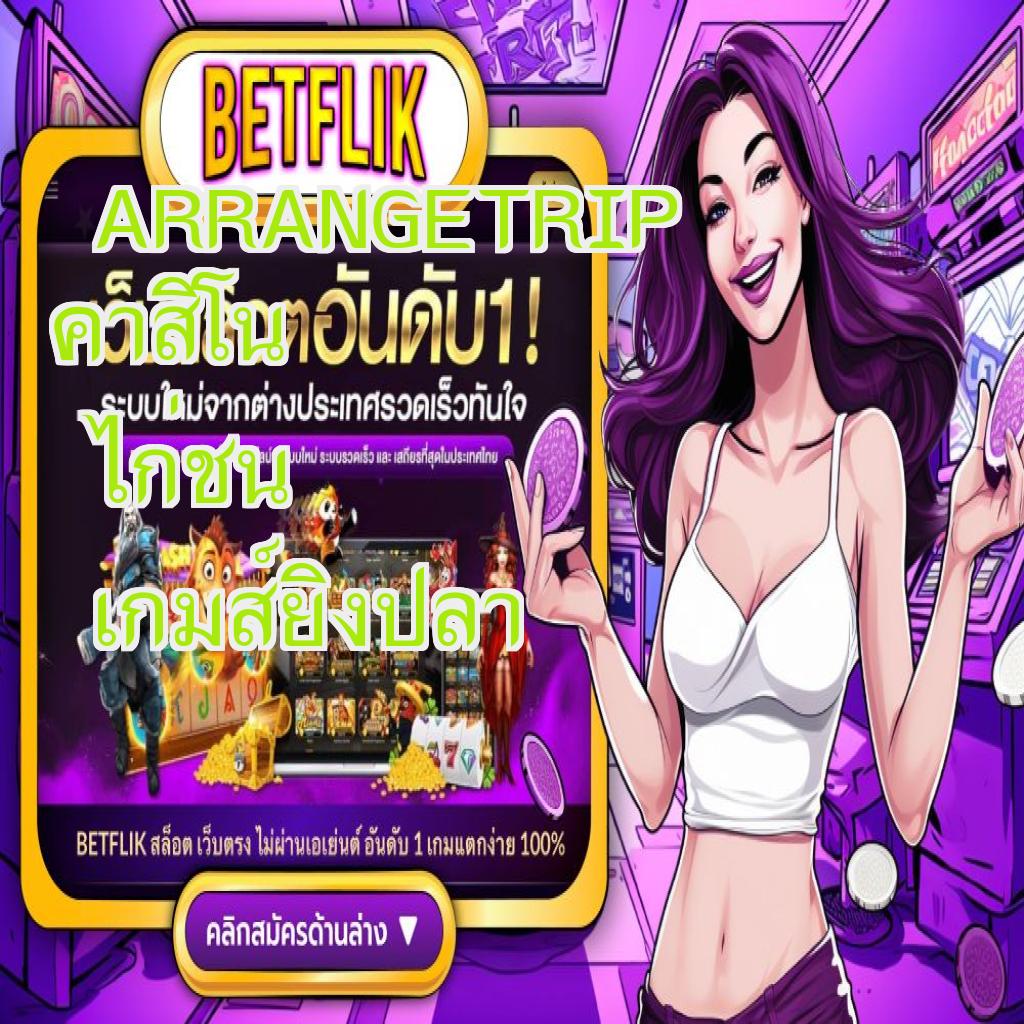 BETFLIK
ARRANGETRIP
อันดับ1!
คาสิโน
ระบบใหม่จากต่างประเทศรวดเร็วทันใจ
ไก่ชน
ระบบรวดเร็ว และ เสถียรที่สุดในประเทศไทย
เกมส์ยิงปลา
BETFLIK สล็อต เว็บตรง ไม่ผ่านเอเย่นต์ อันดับ 1 เกมแตกง่าย 100%
คลิกสมัครด้านล่าง ▼